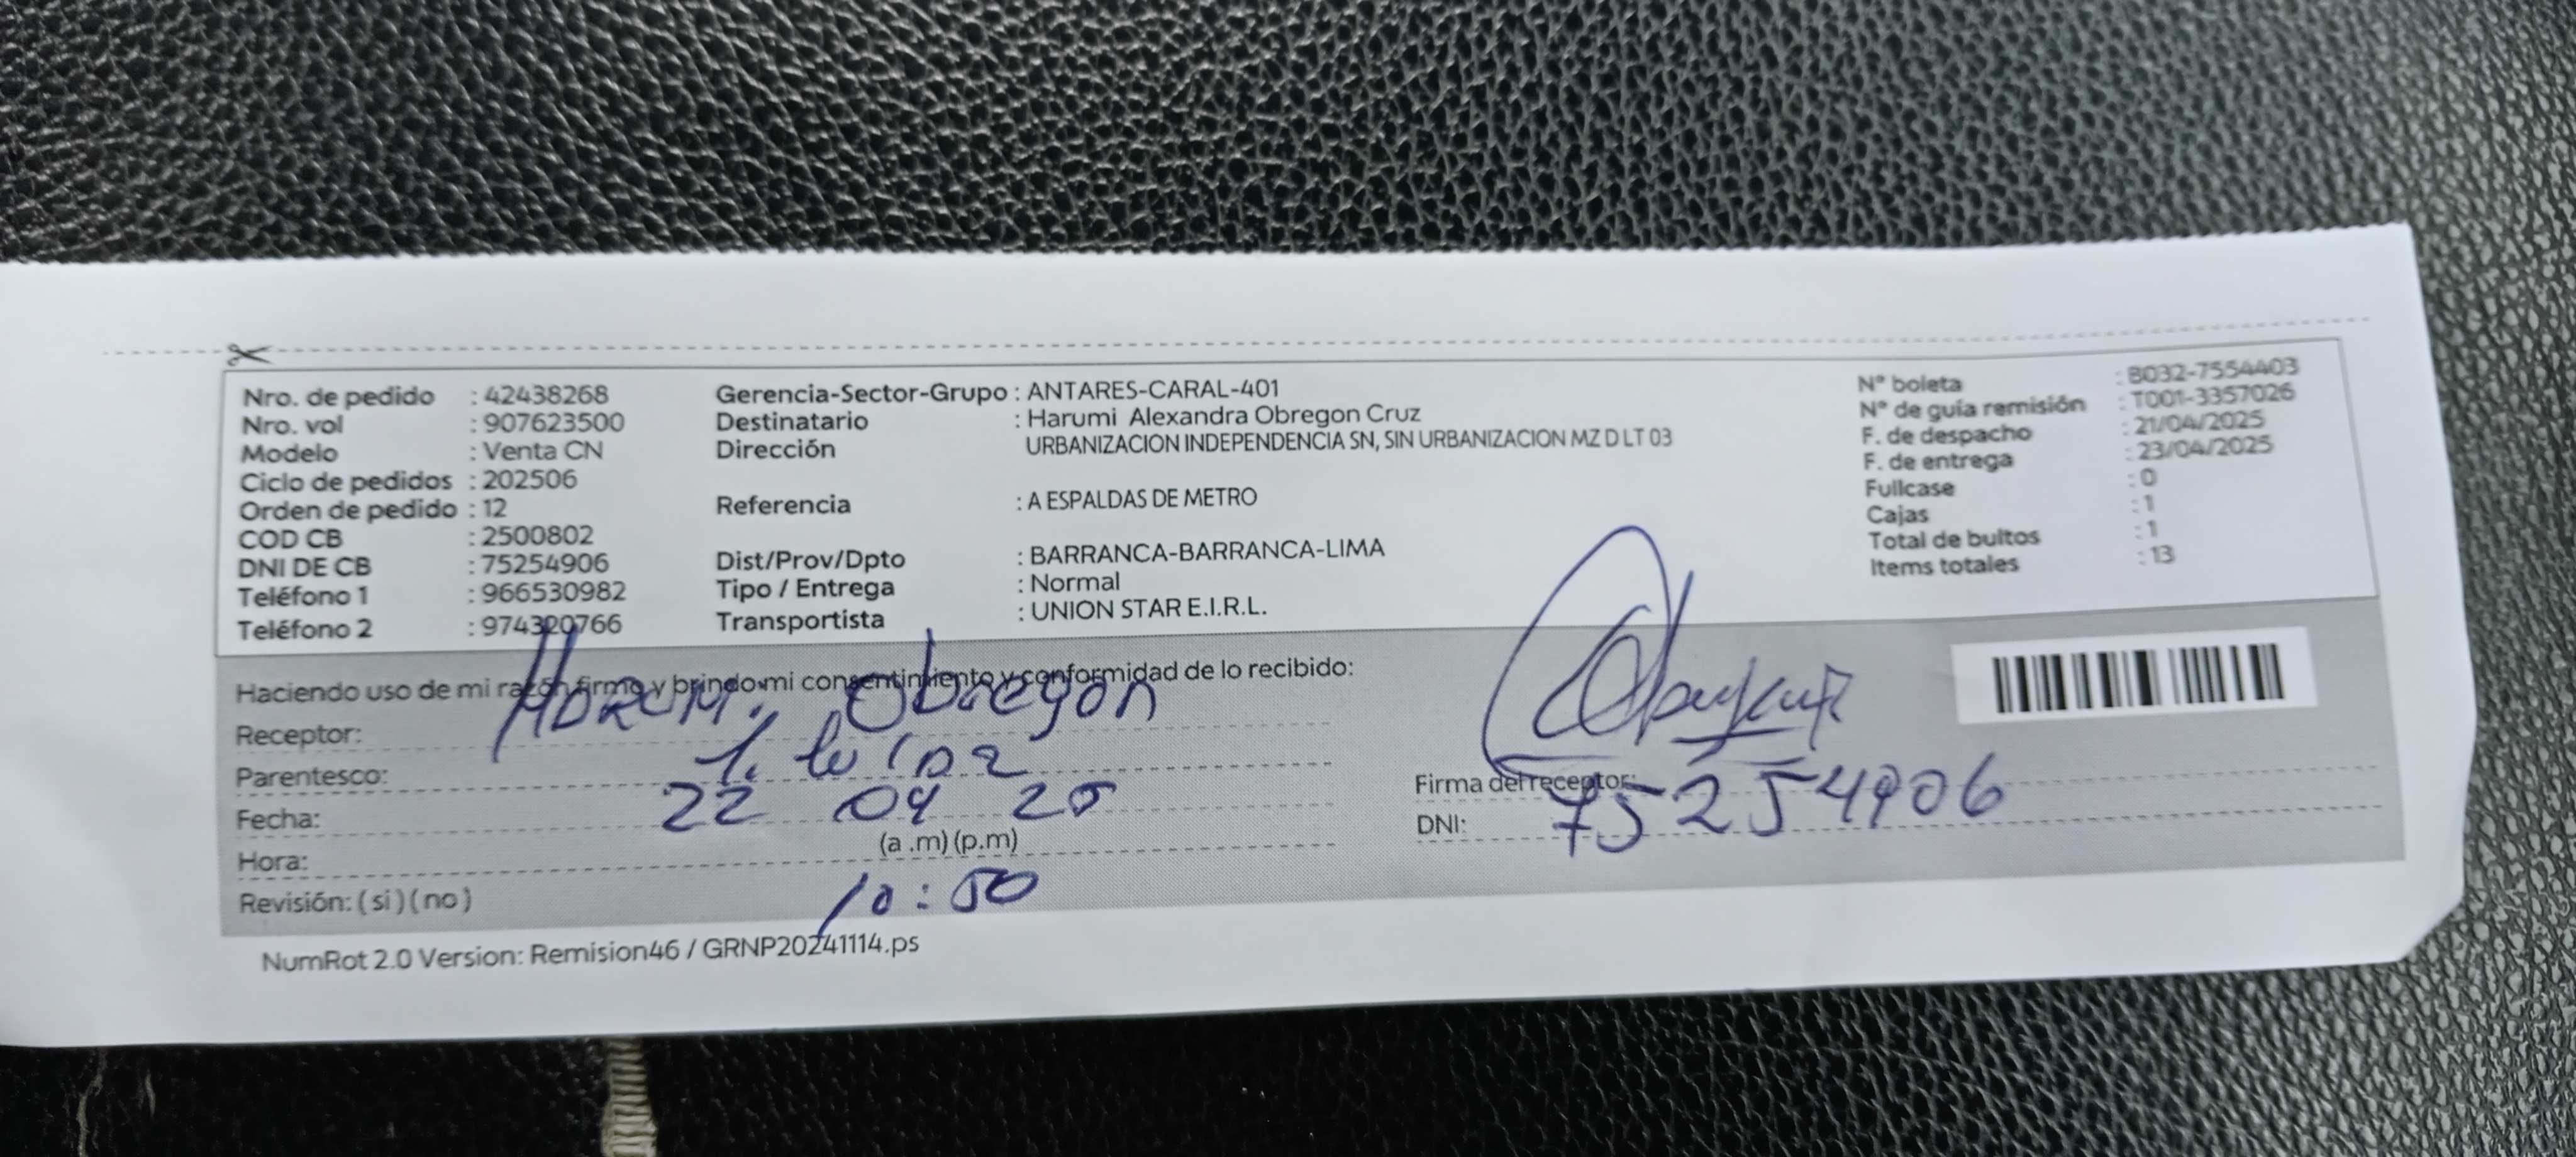 Nro. de pedido : 42438268
Nro. vol : 907623500
Modelo : Venta CN
Ciclo de pedidos : 202506
Orden de pedido : 12
COD CB : 2500802
DNI DE CB : 75254906
Teléfono 1 : 966530982
Teléfono 2 : 974320766
Gerencia-Sector-Grupo : ANTARES-CARAL-401
Destinatario : Harumi Alexandra Obregon Cruz
Dirección URBANIZACION INDEPENDENCIA SN, SIN URBANIZACION MZ D LT 03
Referencia : A ESPALDAS DE METRO
Dist/Prov/Dpto : BARRANCA-BARRANCA-LIMA
Tipo / Entrega : Normal
Transportista : UNION STAR E.I.R.L.
N° boleta : B032-7554403
N° de guía remisión : T001-3357026
F. de despacho : 21/04/2025
F. de entrega : 23/04/2025
Fullcase : 0
Cajas : 1
Total de bultos : 1
Items totales : 13
Haciendo uso de mi razón firmo y brindo mi consentimiento y conformidad de lo recibido:
Receptor: Obregon
Parentesco:
Fecha: 22 04 25
Hora: (a .m) (p.m)
10:50
Revisión: ( si ) ( no )
Firma del receptor:
DNI: 75254906
NumRot 2.0 Version: Remision46 / GRNP20241114.ps